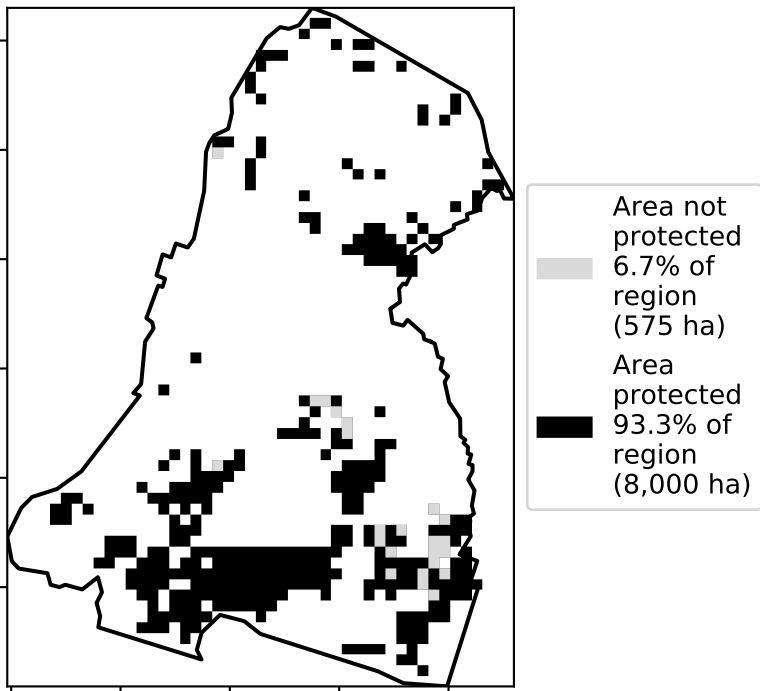 Area not
protected
6.7% of
region
(575 ha)
Area
protected
93.3% of
region
(8,000 ha)